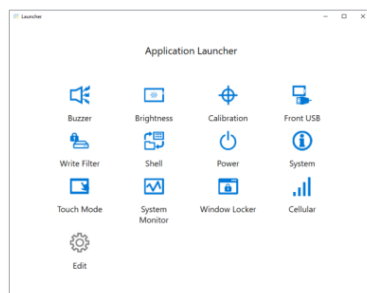 Launcher
Application Launcher
Buzzer
Brightness
Calibration
Front USB
Write Filter
Shell
Power
System
Touch Mode
System
Monitor
Window Locker
Cellular
Edit